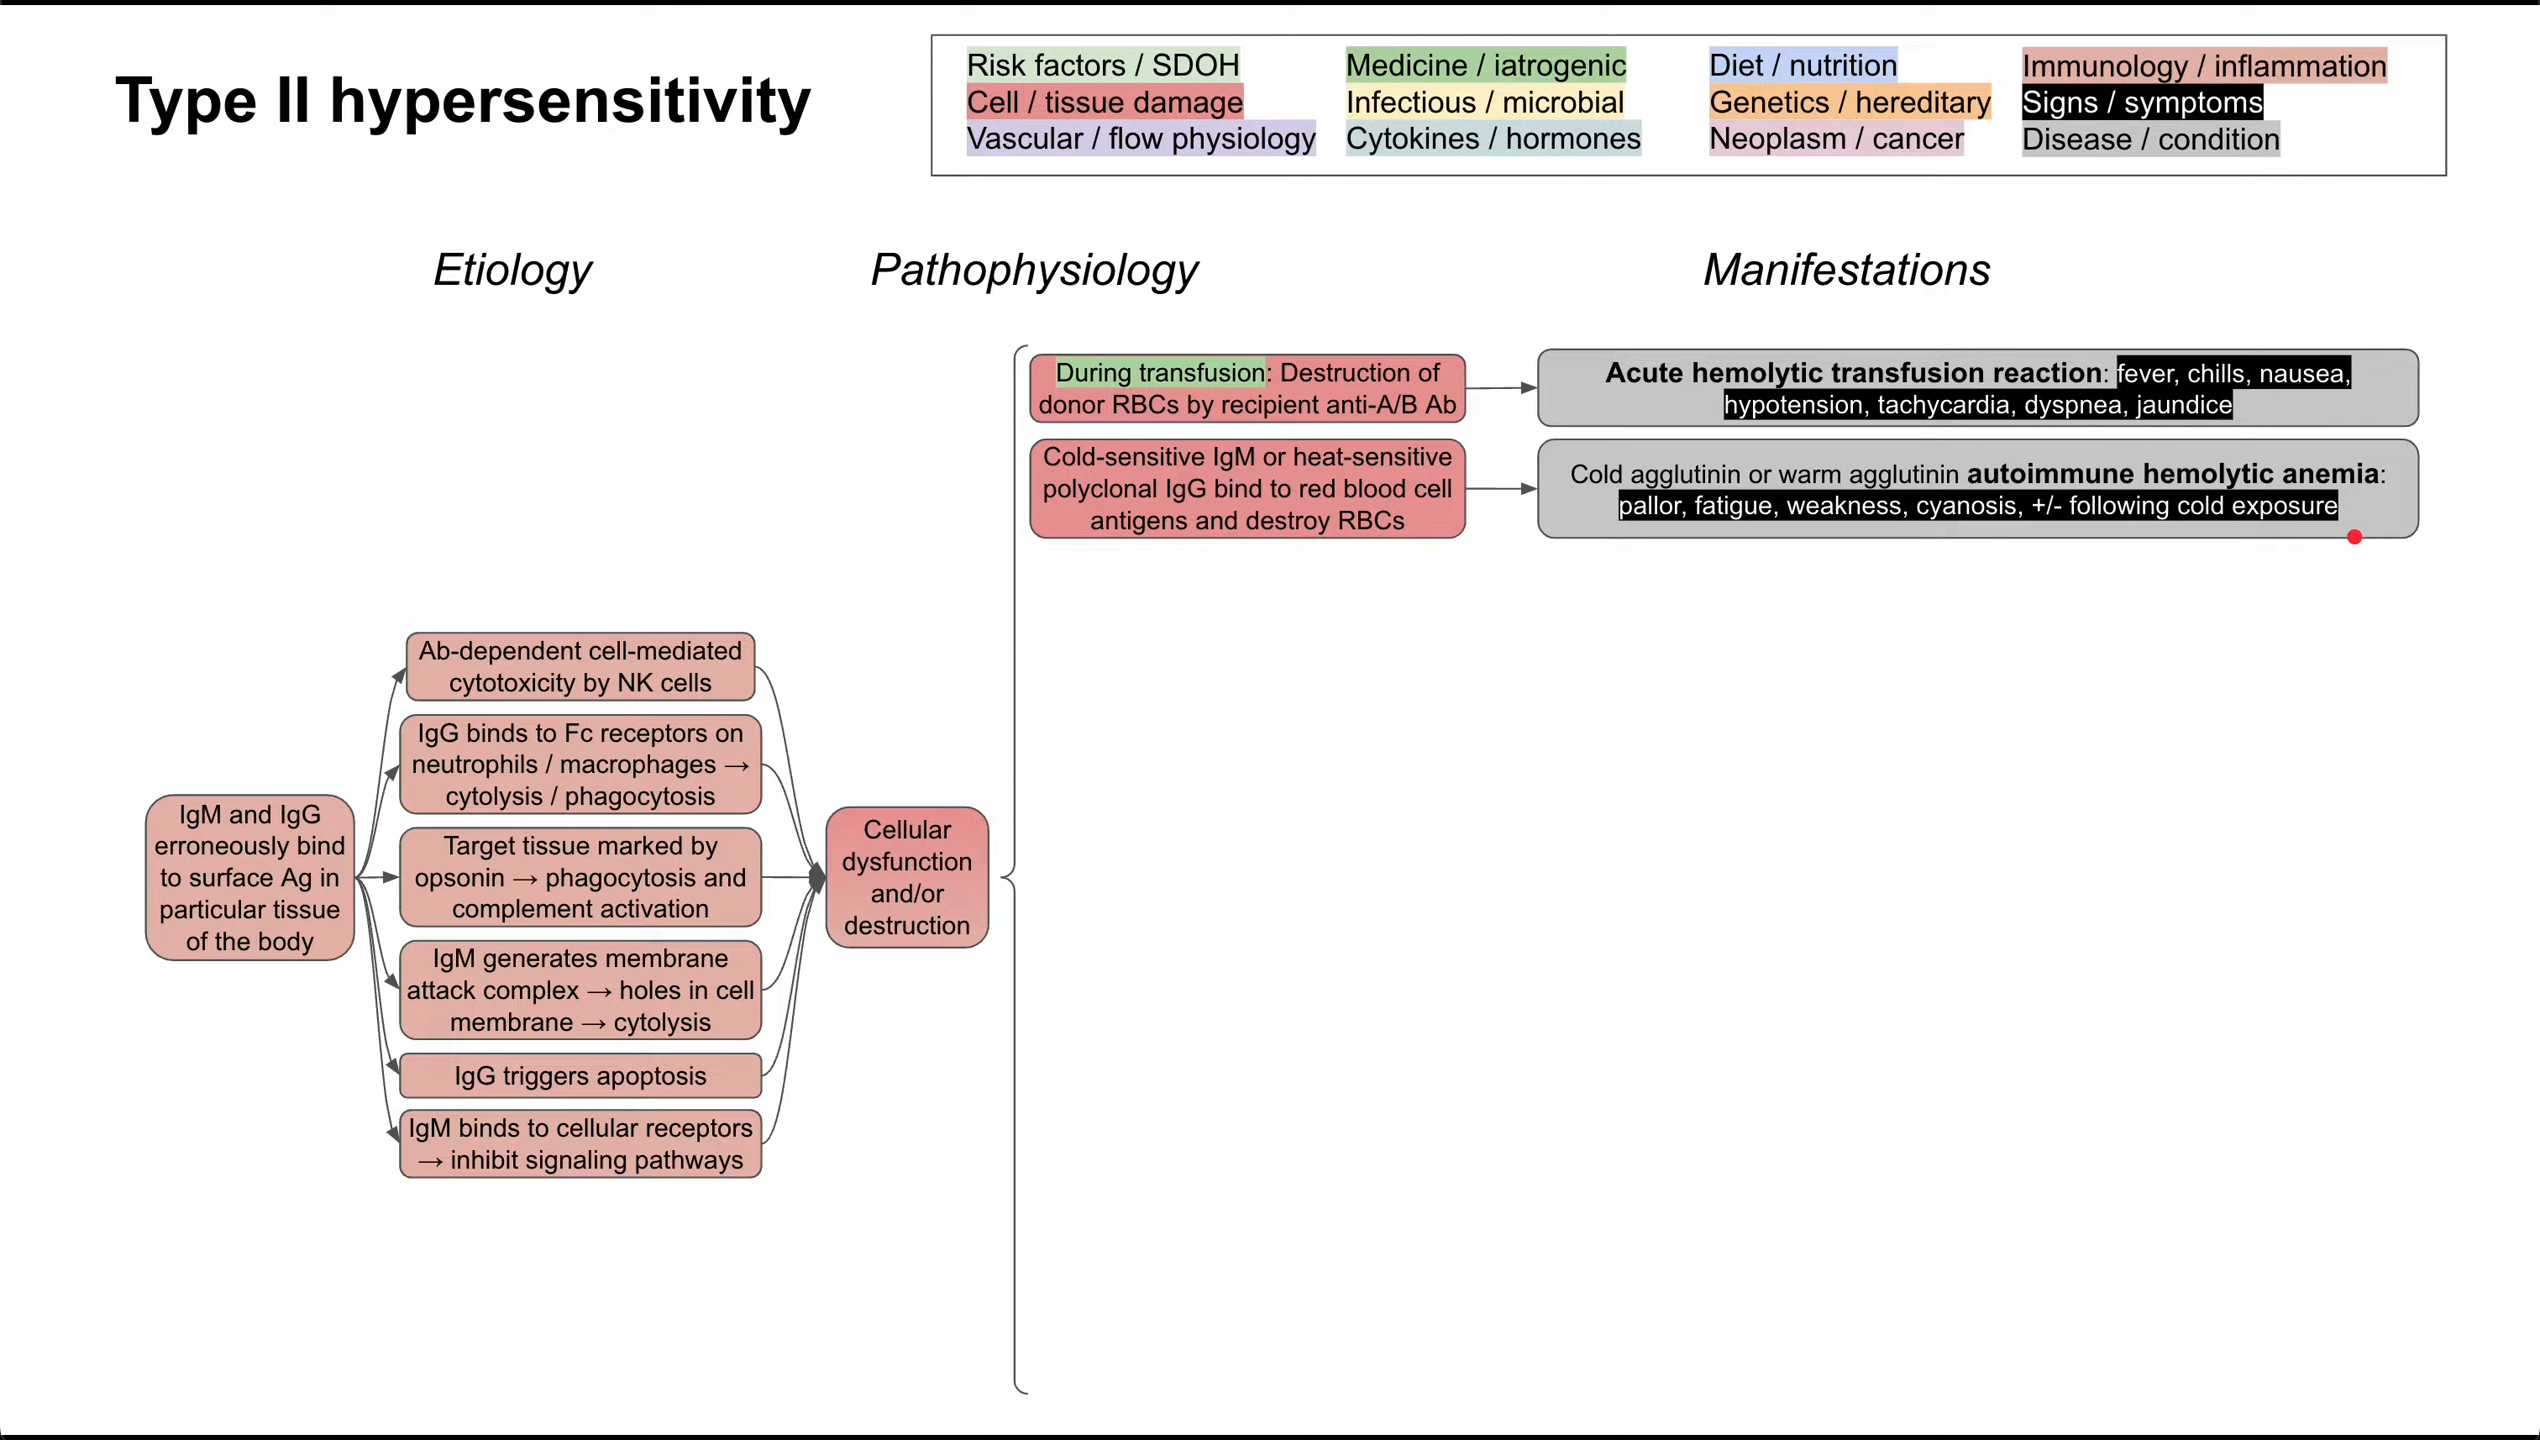 Type II hypersensitivity
Risk factors / SDOH
Cell / tissue damage
Vascular / flow physiology
Medicine / iatrogenic
Infectious / microbial
Cytokines / hormones
Diet / nutrition
Genetics / hereditary
Neoplasm / cancer
Immunology / inflammation
Signs / symptoms
Disease / condition
Etiology
Pathophysiology
Manifestations
IgM and IgG
erroneously bind
to surface Ag in
particular tissue
of the body
Ab-dependent cell-mediated
cytotoxicity by NK cells
IgG binds to Fc receptors on
neutrophils / macrophages →
cytolysis / phagocytosis
Target tissue marked by
opsonin → phagocytosis and
complement activation
IgM generates membrane
attack complex → holes in cell
membrane → cytolysis
IgG triggers apoptosis
IgM binds to cellular receptors
→ inhibit signaling pathways
Cellular
dysfunction
and/or
destruction
During transfusion: Destruction of
donor RBCs by recipient anti-A/B Ab
Acute hemolytic transfusion reaction: fever, chills, nausea,
hypotension, tachycardia, dyspnea, jaundice
Cold-sensitive IgM or heat-sensitive
polyclonal IgG bind to red blood cell
antigens and destroy RBCs
Cold agglutinin or warm agglutinin autoimmune hemolytic anemia:
pallor, fatigue, weakness, cyanosis, +/- following cold exposure